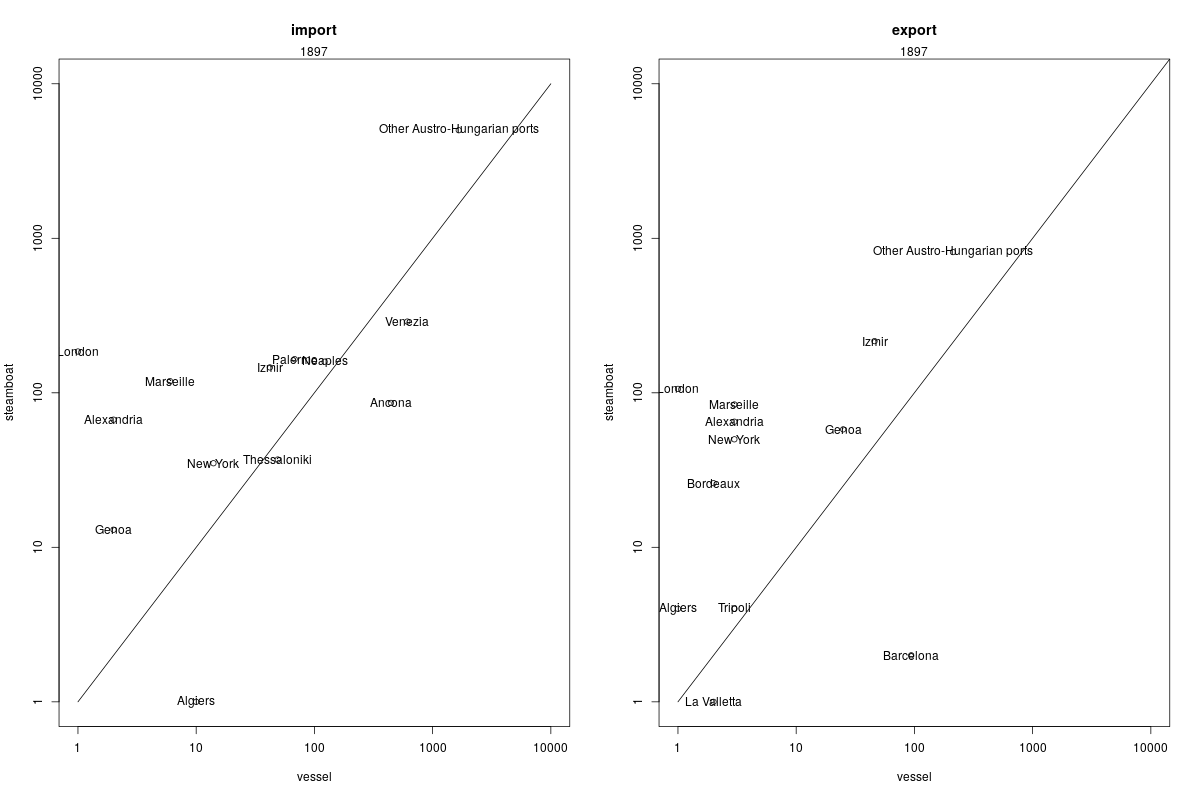 import
1897
10000
1000
100
10
1
steamboat
Other Austro-Hungarian ports
Venezia
London
Palermo
Neaples
Izmir
Marseille
Ancona
Alexandria
New York
Thessaloniki
Genoa
Algiers
1 10 100 1000 10000
vessel
export
1897
10000
1000
100
10
1
steamboat
Other Austro-Hungarian ports
Izmir
London
Marseille
Alexandria
Genoa
New York
Bordeaux
Algiers
Tripoli
Barcelona
La Valletta
1 10 100 1000 10000
vessel